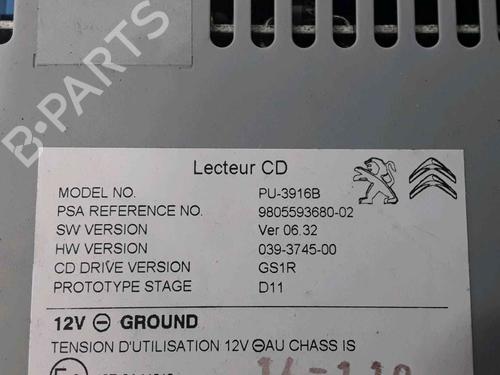 B-PARTS
Lecteur CD
MODEL NO. PU-3916B
PSA REFERENCE NO. 9805593680-02
SW VERSION Ver 06.32
HW VERSION 039-3745-00
CD DRIVE VERSION GS1R
PROTOTYPE STAGE D11
12V ⊖ GROUND
TENSION D'UTILISATION 12V ⊖AU CHASS IS